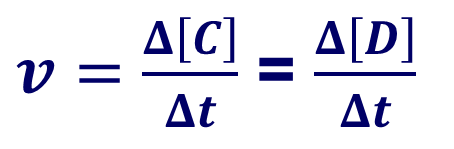 v = Δ[C]/Δt = Δ[D]/Δt